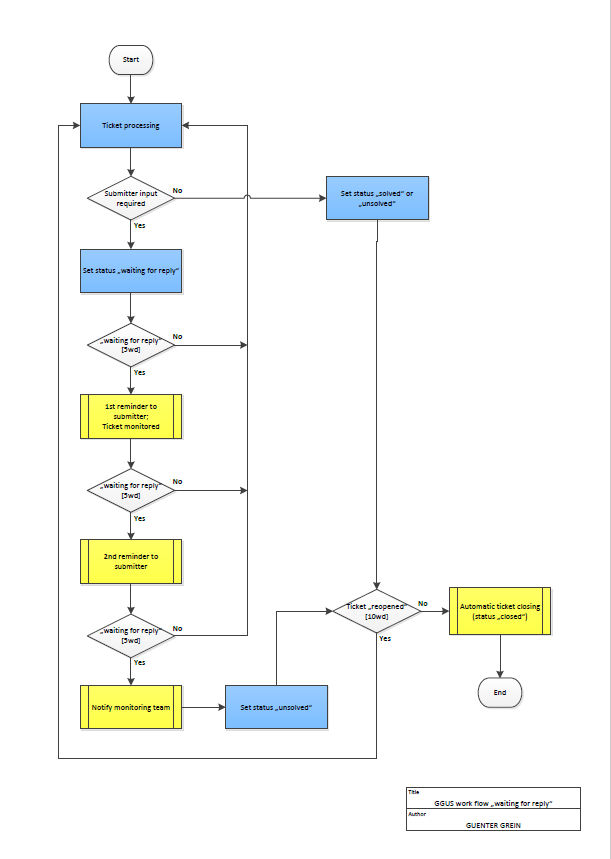 Start
Ticket processing
Submitter input
required
No
Yes
Set status „solved“ or
„unsolved“
Set status „waiting for reply“
„waiting for reply“
[5wd]
No
Yes
1st reminder to
submitter;
Ticket monitored
„waiting for reply“
[5wd]
No
Yes
2nd reminder to
submitter
„waiting for reply“
[5wd]
No
Yes
Notify monitoring team
Set status „unsolved“
Ticket „reopened“
[10wd]
No
Yes
Automatic ticket closing
(status „closed“)
End
Title
GGUS work flow „waiting for reply“
Author
GUENTER GREIN